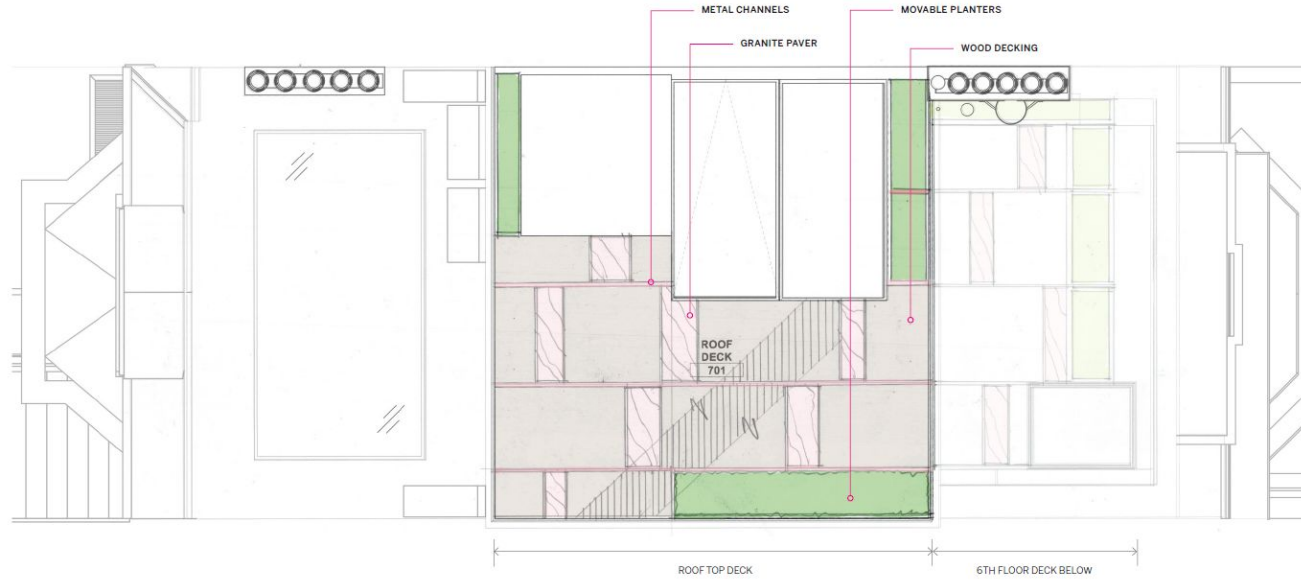 METAL CHANNELS
MOVABLE PLANTERS
GRANITE PAVER
WOOD DECKING
ROOF
DECK
701
N N
ROOF TOP DECK
6TH FLOOR DECK BELOW